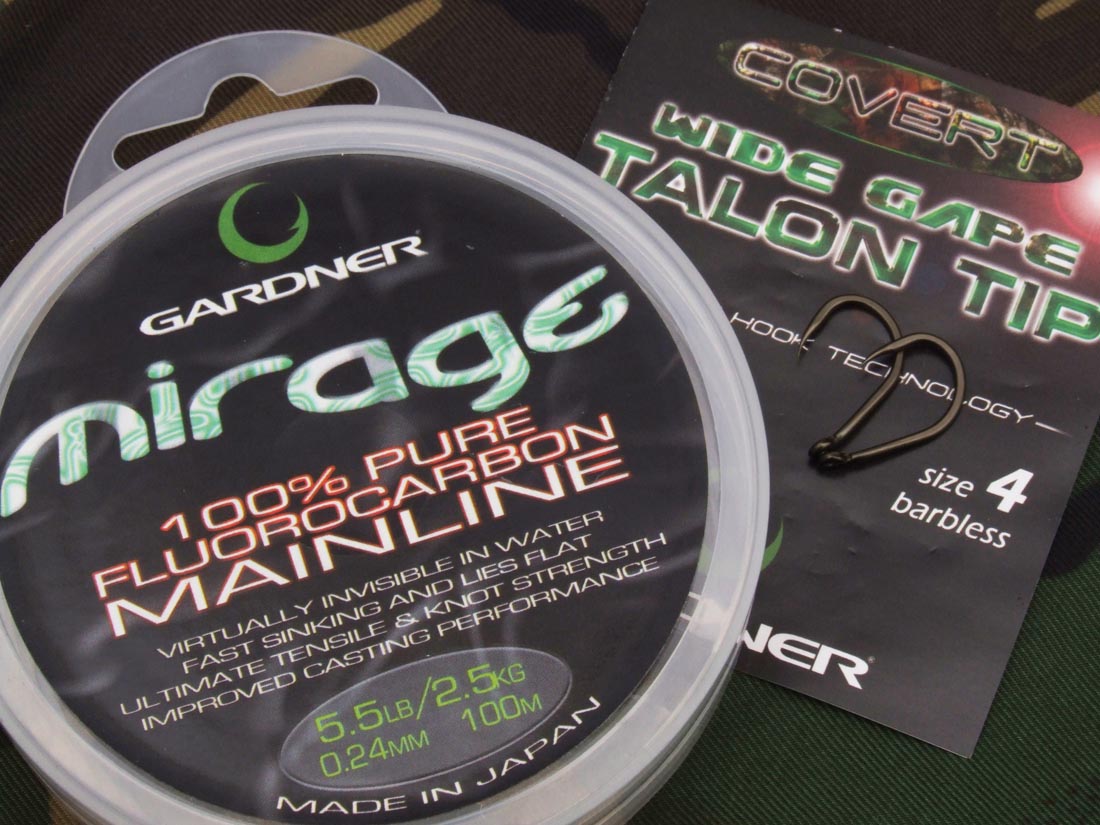 GARDNER
mirage
100% PURE
FLUOROCARBON
MAINLINE
VIRTUALLY INVISIBLE IN WATER
FAST SINKING AND LIES FLAT
ULTIMATE TENSILE & KNOT STRENGTH
IMPROVED CASTING PERFORMANCE
5.5LB/2.5KG
0.24MM 100M
MADE IN JAPAN
COVERT
WIDE GAPE
TALON TIP
HOOK TECHNOLOGY
size 4
barbless
NER